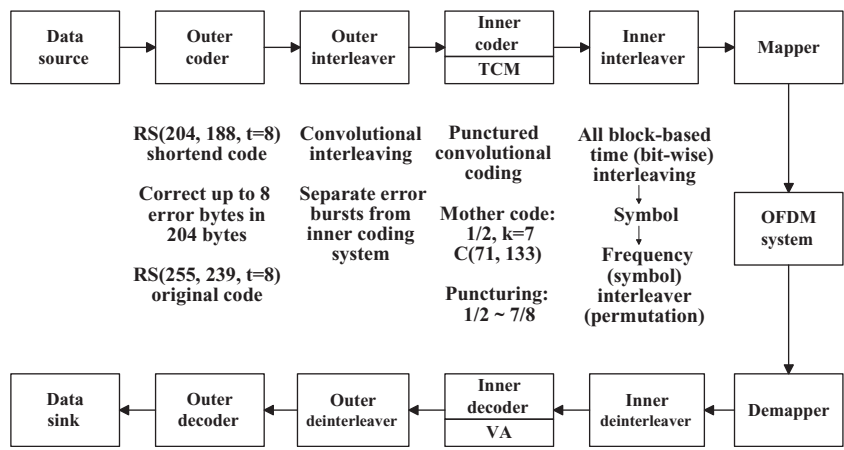 Data
source
Outer
coder
Outer
interleaver
Inner
coder
TCM
Inner
interleaver
Mapper
RS(204, 188, t=8)
shortend code
Correct up to 8
error bytes in
204 bytes
RS(255, 239, t=8)
original code
Convolutional
interleaving
Separate error
bursts from
inner coding
system
Punctured
convolutional
coding
Mother code:
1/2, k=7
C(71, 133)
Puncturing:
1/2 ~ 7/8
All block-based
time (bit-wise)
interleaving
Symbol
Frequency
(symbol)
interleaver
(permutation)
OFDM
system
Data
sink
Outer
decoder
Outer
deinterleaver
Inner
decoder
VA
Inner
deinterleaver
Demapper